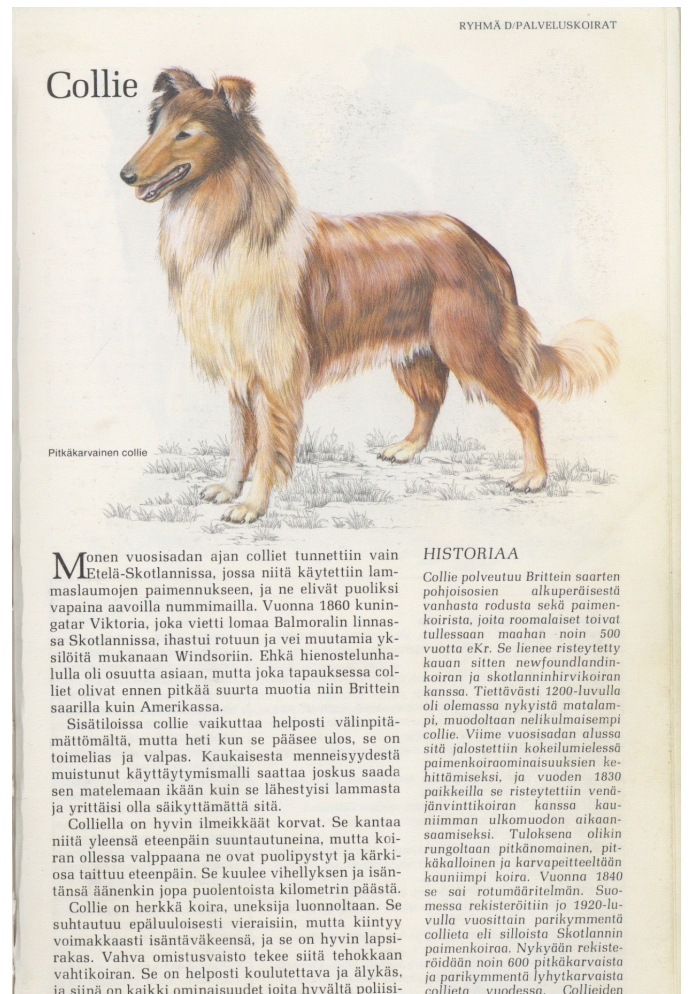 RYHMÄ D/PALVELUSKOIRAT
Collie
Pitkäkarvainen collie
Monen vuosisadan ajan colliet tunnettiin vain
Etelä-Skotlannissa, jossa niitä käytettiin lam-
maslaumojen paimennukseen, ja ne elivät puoliksi
vapaina aavoilla nummimailla. Vuonna 1860 kunin-
gatar Viktoria, joka vietti lomaa Balmoralin linnas-
sa Skotlannissa, ihastui rotuun ja vei muutamia yk-
silöitä mukanaan Windsoriin. Ehkä hienostelunha-
lulla oli osuutta asiaan, mutta joka tapauksessa col-
liet olivat ennen pitkää suurta muotia niin Brittein
saarilla kuin Amerikassa.
Sisätiloissa collie vaikuttaa helposti välinpitä-
mättömältä, mutta heti kun se pääsee ulos, se on
toimelias ja valpas. Kaukaisesta menneisyydestä
muistunut käyttäytymismalli saattaa joskus saada
sen matelemaan ikään kuin se lähestyisi lammasta
ja yrittäisi olla säikyttämättä sitä.
Colliella on hyvin ilmeikkäät korvat. Se kantaa
niitä yleensä eteenpäin suuntautuneina, mutta koi-
ran ollessa valppaana ne ovat puolipystyt ja kärki-
osa taittuu eteenpäin. Se kuulee vihellyksen ja isän-
tänsä äänenkin jopa puolentoista kilometrin päästä.
Collie on herkkä koira, uneksija luonnoltaan. Se
suhtautuu epäluuloisesti vieraisiin, mutta kiintyy
voimakkaasti isäntäväkeensä, ja se on hyvin lapsi-
rakas. Vahva omistusvaisto tekee siitä tehokkaan
vahtikoiran. Se on helposti koulutettava ja älykäs,
ja siinä on kaikki ominaisuudet joita hyvältä poliisi-
HISTORIAA
Collie polveutuu Brittein saarten
pohjoisosien alkuperäisestä
vanhasta rodusta sekä paimen-
koirista, joita roomalaiset toivat
tullessaan maahan noin 500
vuotta eKr. Se lienee risteytetty
kauan sitten newfoundlandin-
koiran ja skotlanninhirvikoiran
kanssa. Tiettävästi 1200-luvulla
oli olemassa nykyistä matalam-
pi, muodoltaan nelikulmaisempi
collie. Viime vuosisadan alussa
sitä jalostettiin kokeilumielessä
paimenkoiraominaisuuksien ke-
hittämiseksi, ja vuoden 1830
paikkeilla se risteytettiin venä-
jänvinttikoiran kanssa kau-
niimman ulkomuodon aikaan-
saamiseksi. Tuloksena olikin
rungoltaan pitkänomainen, pit-
käkalloinen ja karvapeitteeltään
kauniimpi koira. Vuonna 1840
se sai rotumääritelmän. Suo-
messa rekisteröitiin jo 1920-lu-
vulla vuosittain parikymmentä
collieta eli silloista Skotlannin
paimenkoiraa. Nykyään rekiste-
röidään noin 600 pitkäkarvaista
ja parikymmentä lyhytkarvaista
collieta vuodessa. Collieiden